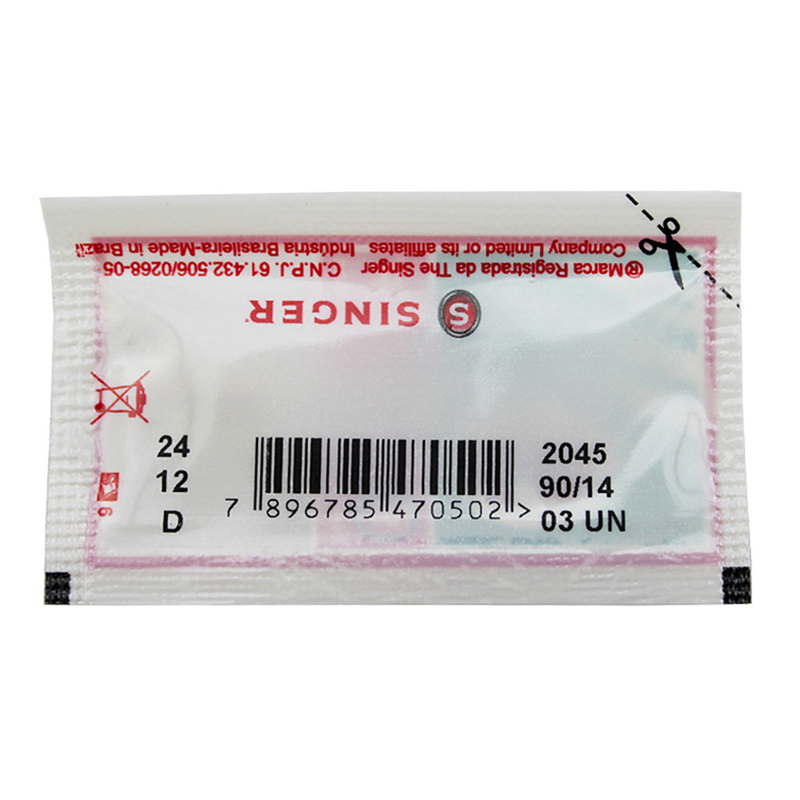 ®Marca Registrada da The Singer
Company Limited or its affiliates
C.N.P.J. 61.432.506/0268-05
Indústria Brasileira-Made in Brazil
S SINGER
24
12
D
7 896785 470502 >
2045
90/14
03 UN
9